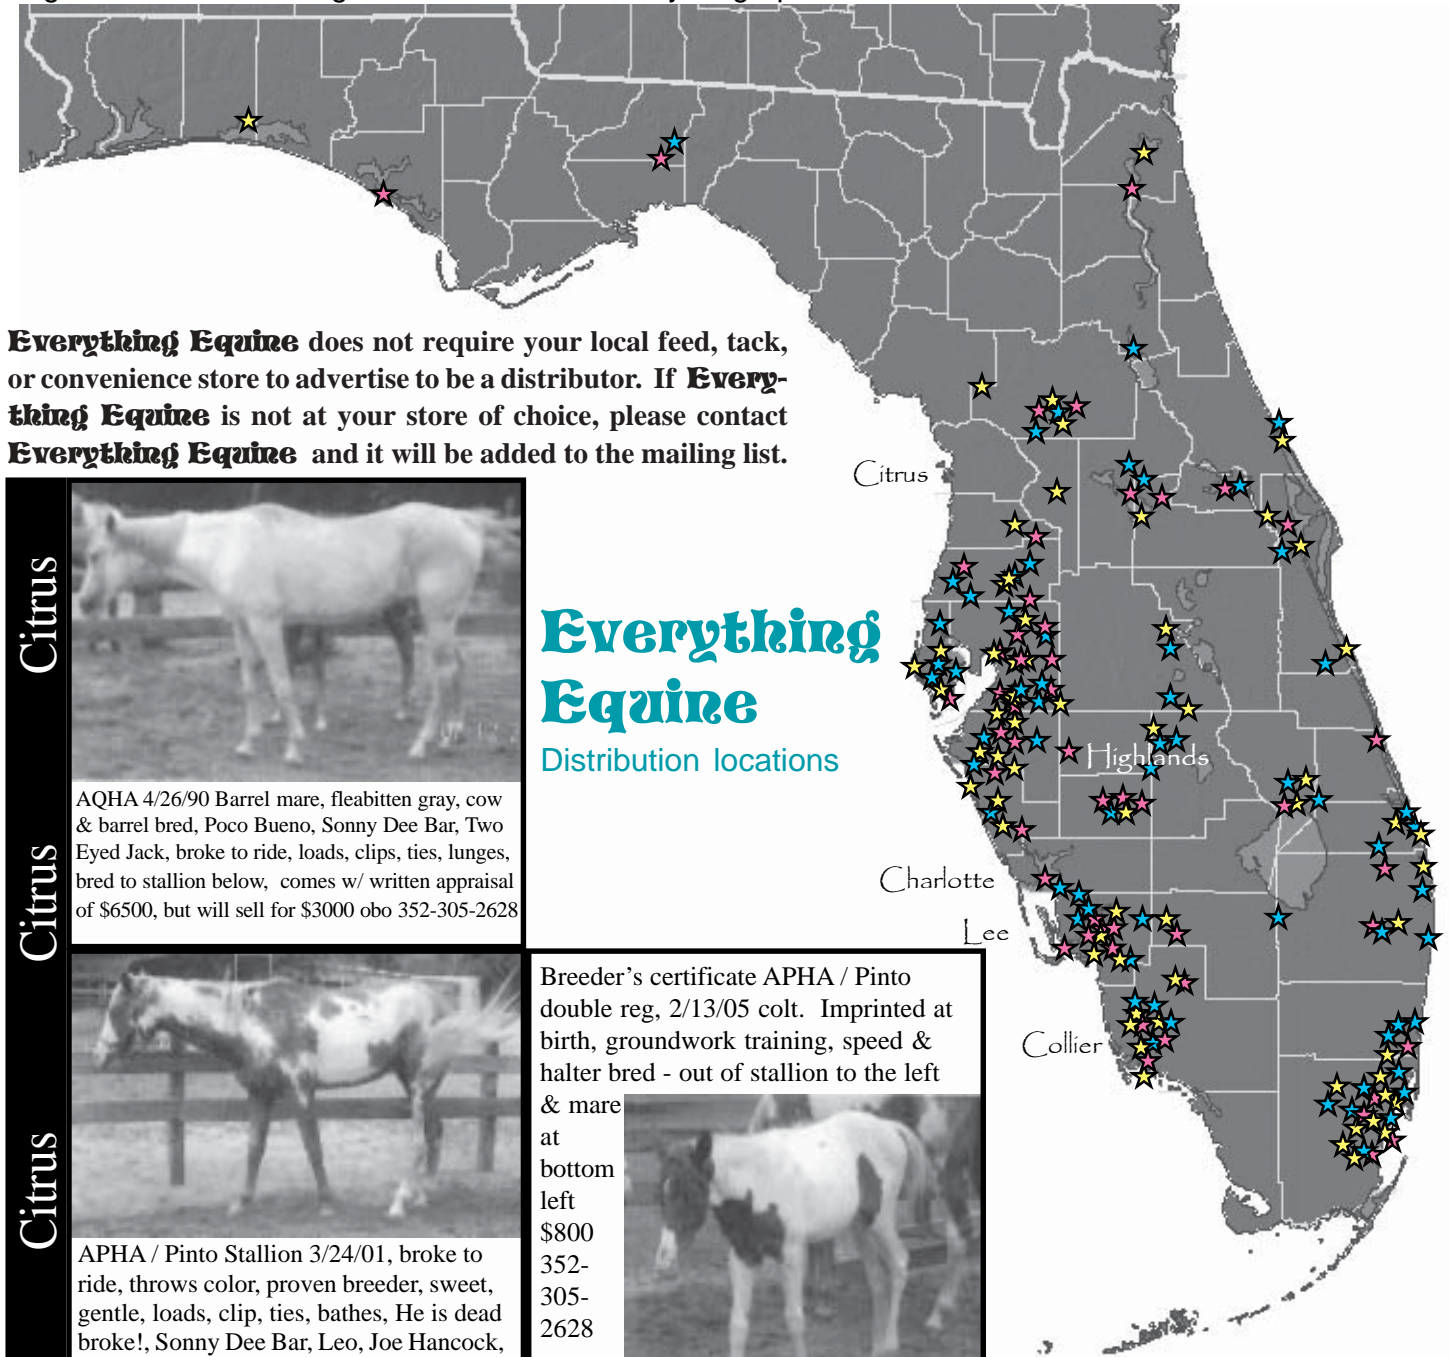 Everything Equine does not require your local feed, tack,
or convenience store to advertise to be a distributor. If Every-
thing Equine is not at your store of choice, please contact
Everything Equine and it will be added to the mailing list.
Citrus
Charlotte
Lee
Collier
Highlands
Everything
Equine
Distribution locations
Citrus
Citrus
Citrus
AQHA 4/26/90 Barrel mare, fleabitten gray, cow
& barrel bred, Poco Bueno, Sonny Dee Bar, Two
Eyed Jack, broke to ride, loads, clips, ties, lunges,
bred to stallion below, comes w/ written appraisal
of $6500, but will sell for $3000 obo 352-305-2628
APHA / Pinto Stallion 3/24/01, broke to
ride, throws color, proven breeder, sweet,
gentle, loads, clip, ties, bathes, He is dead
broke!, Sonny Dee Bar, Leo, Joe Hancock,
Breeder's certificate APHA / Pinto
double reg, 2/13/05 colt. Imprinted at
birth, groundwork training, speed &
halter bred - out of stallion to the left
& mare
at
bottom
left
$800
352-
305-
2628